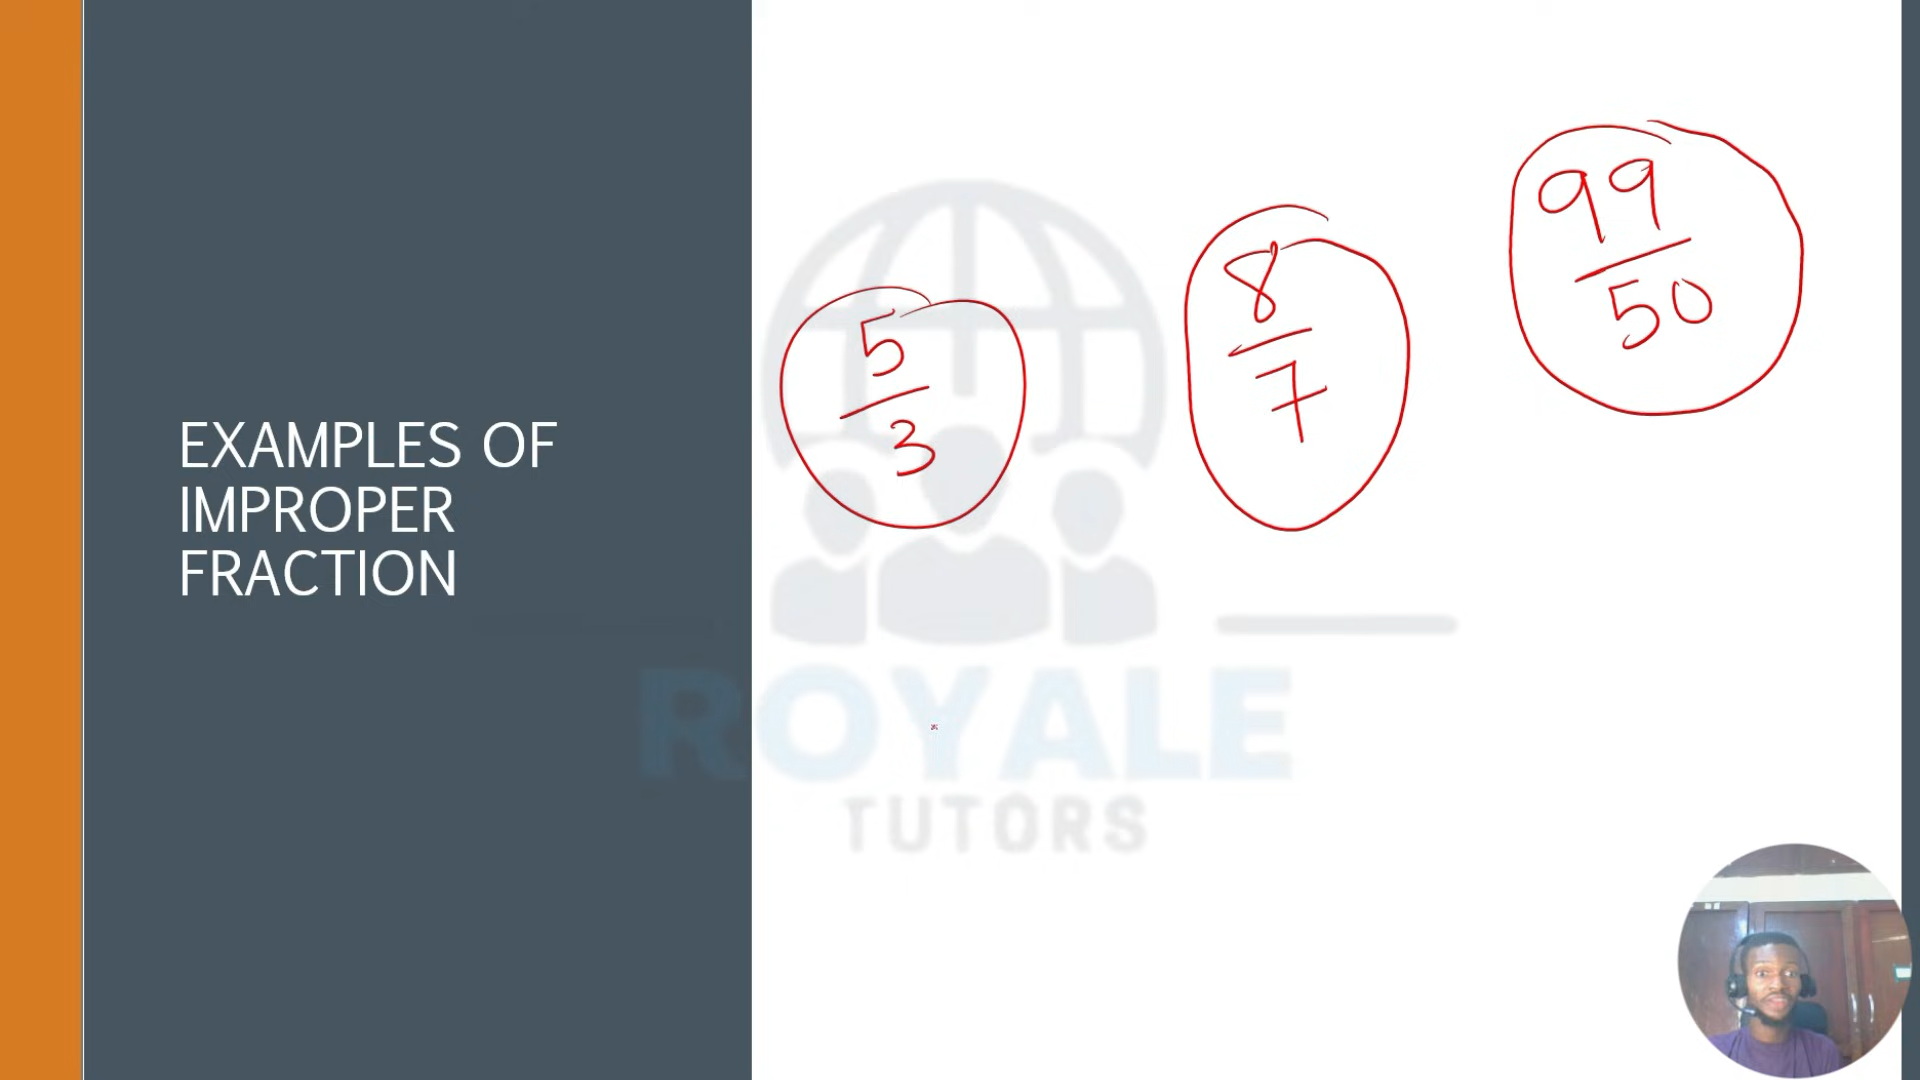 EXAMPLES OF
IMPROPER
FRACTION
5
3
8
7
99
50
ROYALE
TUTORS